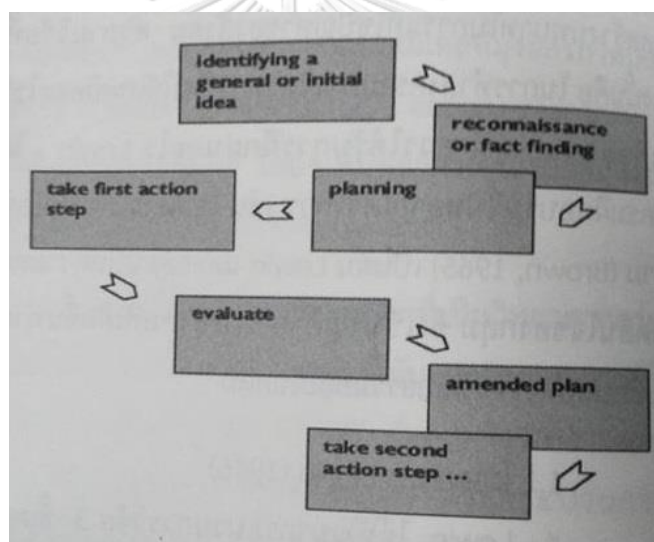 Identifying a
general or initial
idea
reconnaissance
or fact finding
planning
take first action
step
evaluate
amended plan
take second
action step ...